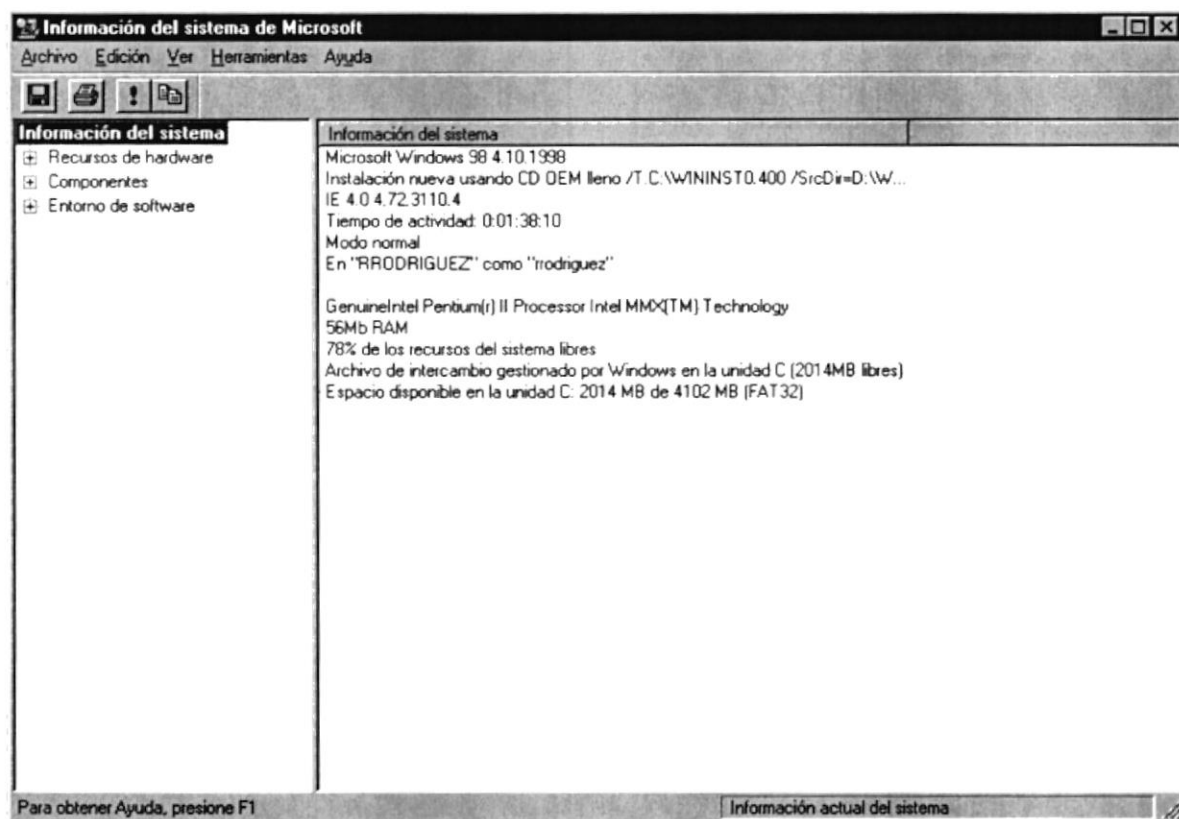 Información del sistema de Microsoft
Archivo Edición Ver Herramientas Ayuda
Información del sistema
Recursos de hardware
Componentes
Entorno de software
Información del sistema
Microsoft Windows 98 4.10.1998
Instalación nueva usando CD OEM lleno /T:C:\WININST0.400 /SrcDir=D:\W...
IE 4.0 4.72.3110.4
Tiempo de actividad: 0:01:38:10
Modo normal
En "RRODRIGUEZ" como "rrodriguez"
GenuineIntel Pentium(r) II Processor Intel MMX(TM) Technology
56Mb RAM
78% de los recursos del sistema libres
Archivo de intercambio gestionado por Windows en la unidad C (2014MB libres)
Espacio disponible en la unidad C: 2014 MB de 4102 MB (FAT32)
Para obtener Ayuda, presione F1
Información actual del sistema